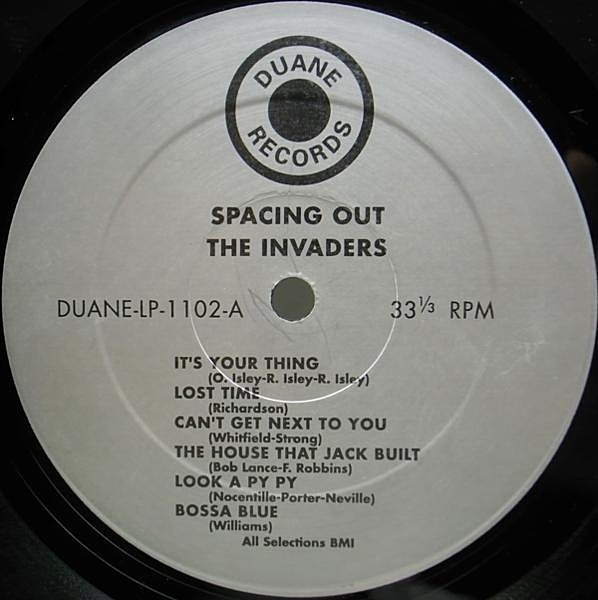 DUANE
RECORDS
SPACING OUT
THE INVADERS
DUANE-LP-1102-A
33⅓ RPM
IT'S YOUR THING
(O. Isley-R. Isley-R. Isley)
LOST TIME
(Richardson)
CAN'T GET NEXT TO YOU
(Whitfield-Strong)
THE HOUSE THAT JACK BUILT
(Bob Lance-F. Robbins)
LOOK A PY PY
(Nocentille-Porter-Neville)
BOSSA BLUE
(Williams)
All Selections BMI